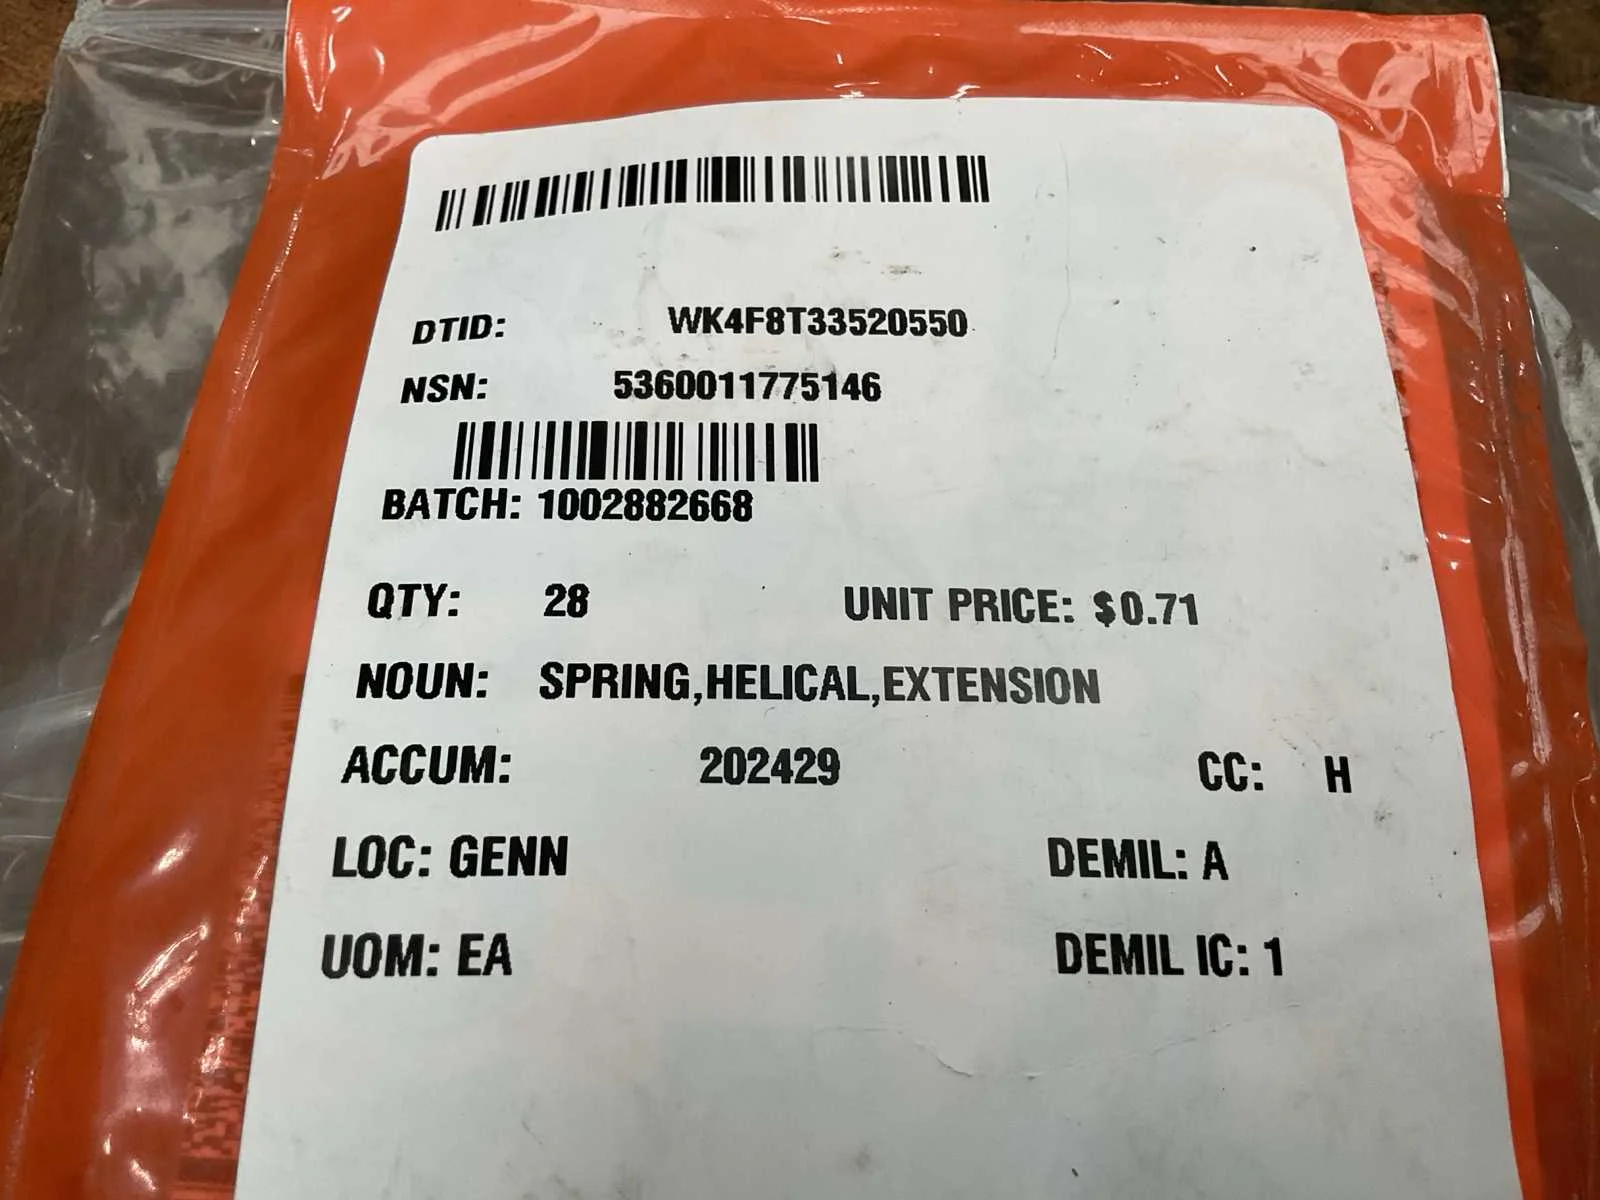 DTID: WK4F8T33520550
NSN: 5360011775146
BATCH: 1002882668
QTY: 28 UNIT PRICE: $0.71
NOUN: SPRING,HELICAL,EXTENSION
ACCUM: 202429 CC: H
LOC: GENN DEMIL: A
UOM: EA DEMIL IC: 1